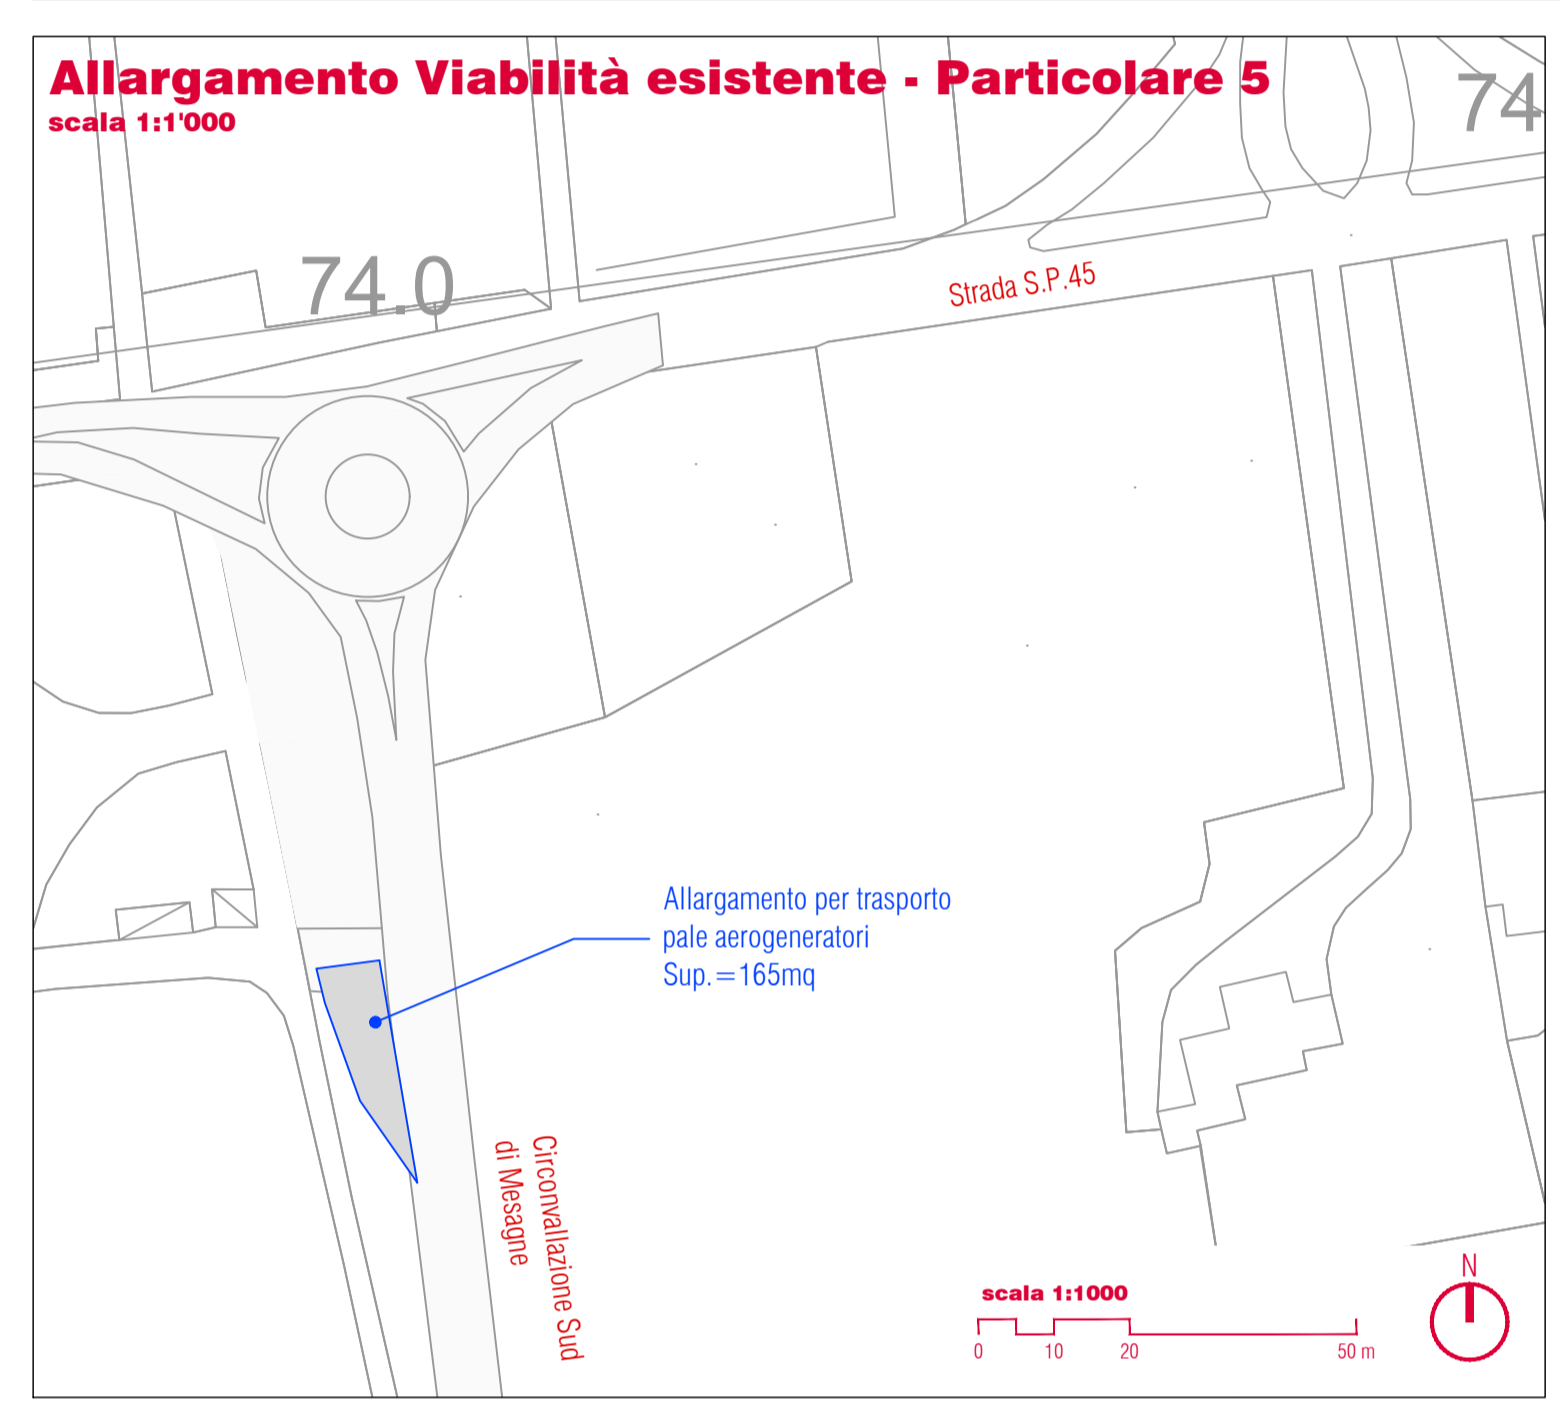 Allargamento Viabilità esistente - Particolare 5
scala 1:1'000
74
74.0
Strada S.P.45
Allargamento per trasporto
pale aerogeneratori
Sup.=165mq
Circonvallazione Sud
di Mesagne
N
scala 1:1000
0 10 20 50 m